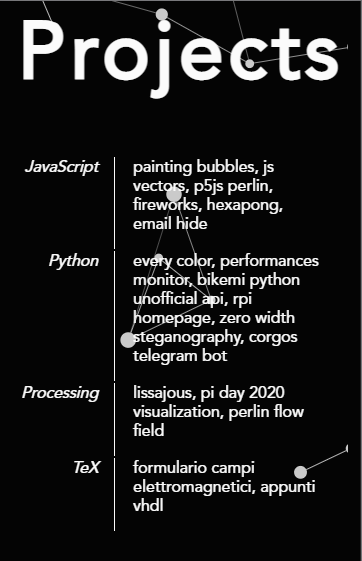 Projects
JavaScript
painting bubbles, js
vectors, p5js perlin,
fireworks, hexapong,
email hide
Python
every color, performances
monitor, bikemi python
unofficial api, rpi
homepage, zero width
steganography, corgos
telegram bot
Processing
lissajous, pi day 2020
visualization, perlin flow
field
TeX
formulario campi
elettromagnetici, appunti
vhdl